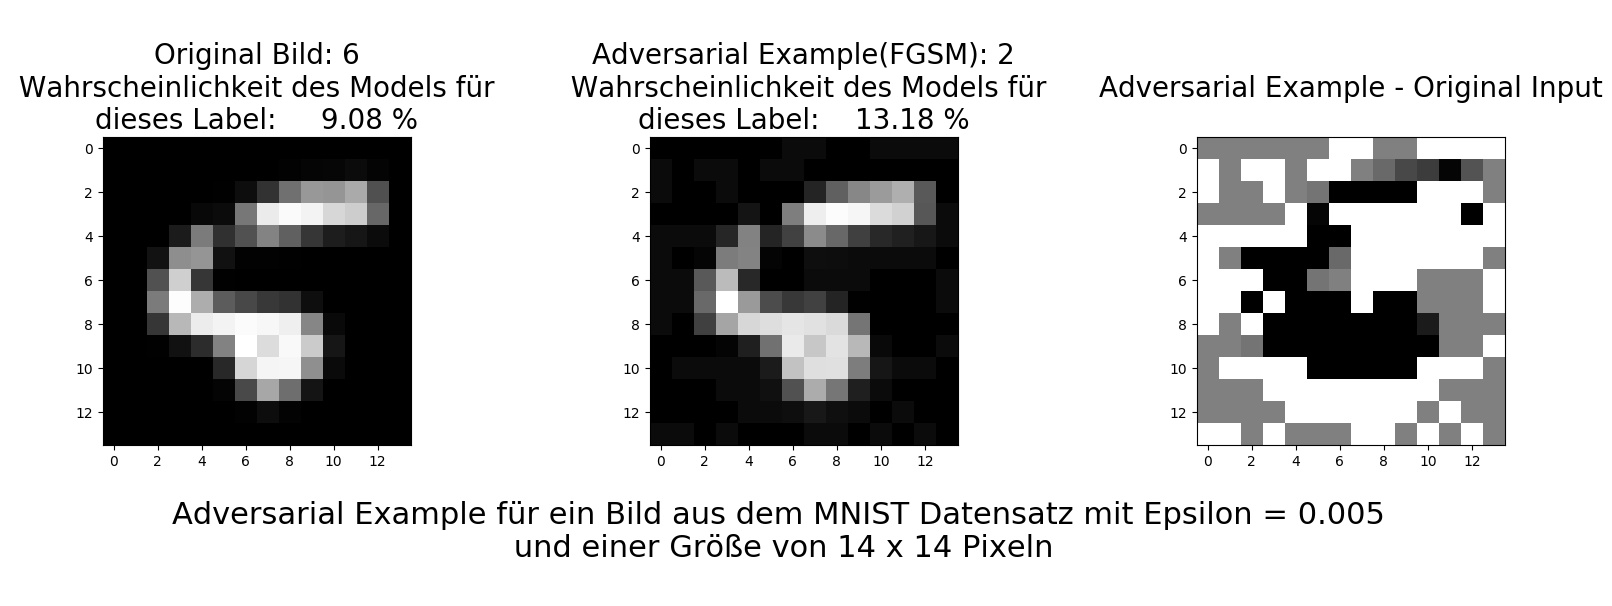 Original Bild: 6
Wahrscheinlichkeit des Models für
dieses Label: 9.08 %
Adversarial Example(FGSM): 2
Wahrscheinlichkeit des Models für
dieses Label: 13.18 %
Adversarial Example - Original Input
0
2
4
6
8
10
12
0 2 4 6 8 10 12
0
2
4
6
8
10
12
0 2 4 6 8 10 12
0
2
4
6
8
10
12
0 2 4 6 8 10 12
Adversarial Example für ein Bild aus dem MNIST Datensatz mit Epsilon = 0.005
und einer Größe von 14 x 14 Pixeln